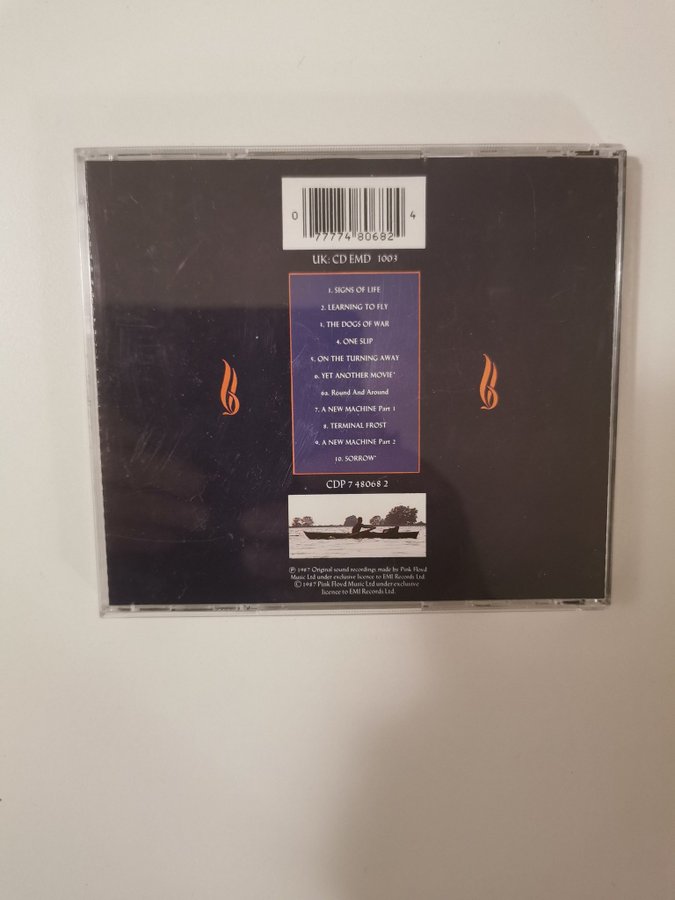 0 77774 80682 4
UK: CD EMD 1003
1. SIGNS OF LIFE
2. LEARNING TO FLY
3. THE DOGS OF WAR
4. ONE SLIP
5. ON THE TURNING AWAY
6. YET ANOTHER MOVIE*
6a. Round And Around
7. A NEW MACHINE Part 1
8. TERMINAL FROST
9. A NEW MACHINE Part 2
10. SORROW*
CDP 7 48068 2
℗ 1987 Original sound recordings made by Pink Floyd
Music Ltd under exclusive licence to EMI Records Ltd.
© 1987 Pink Floyd Music Ltd under exclusive
licence to EMI Records Ltd.